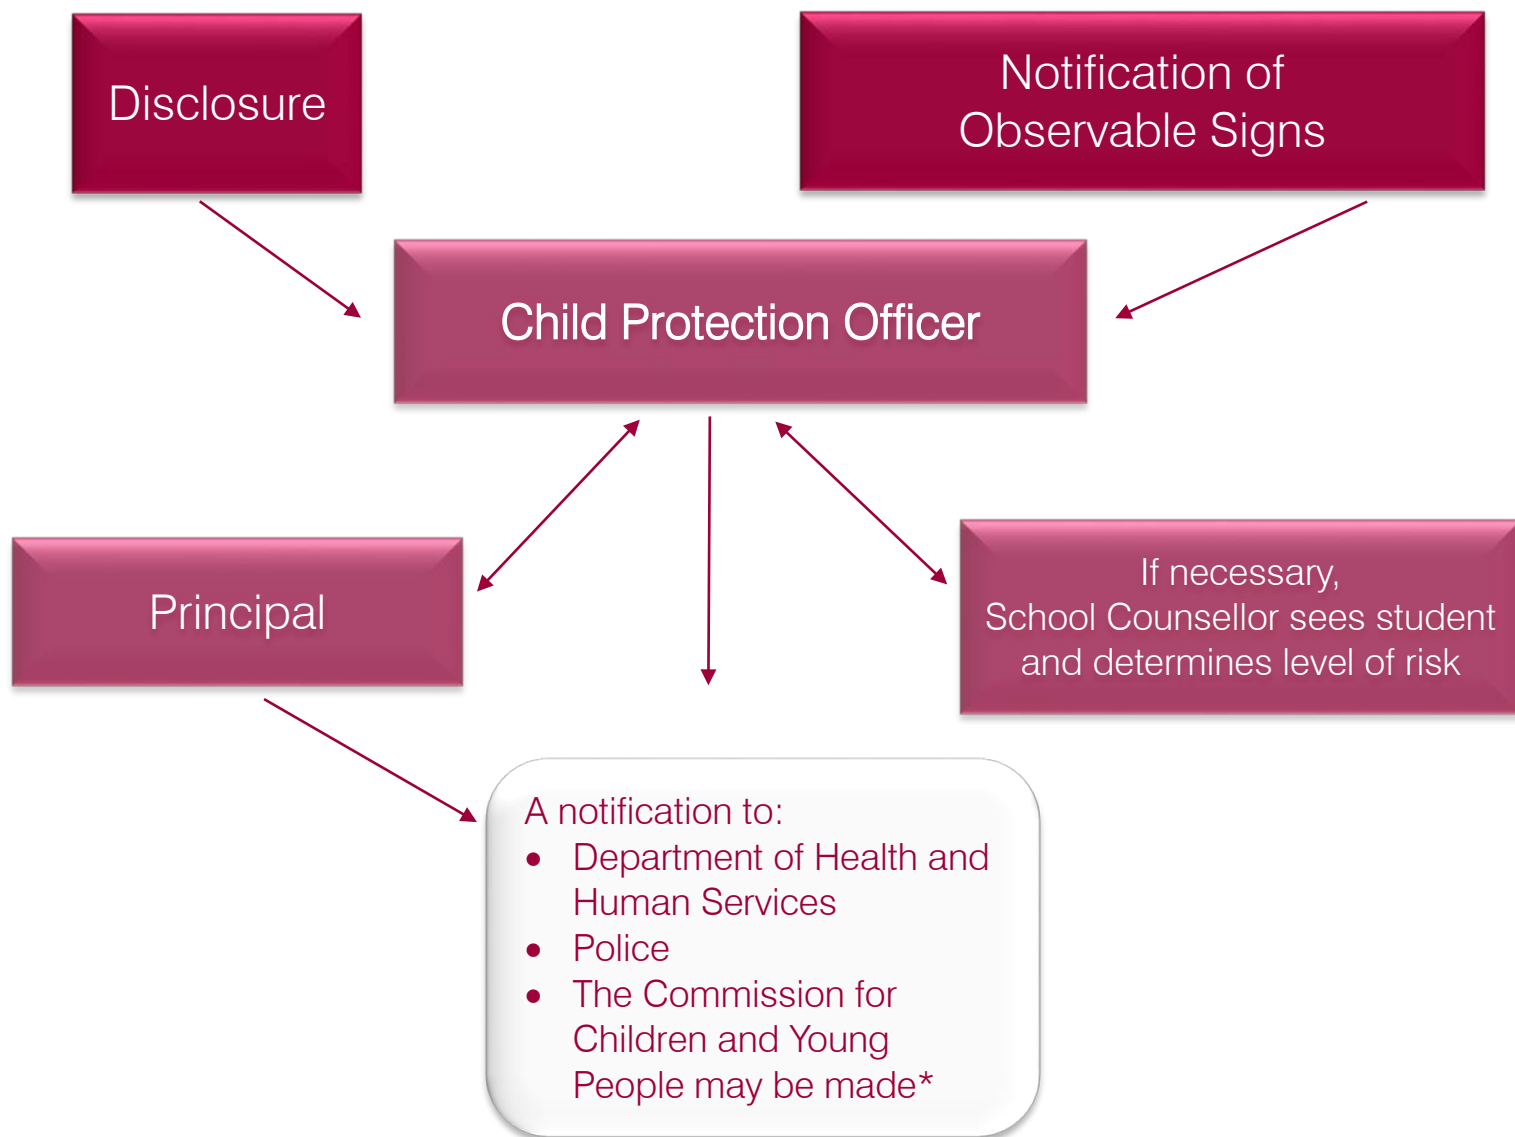 Disclosure
Notification of
Observable Signs
Child Protection Officer
Principal
If necessary,
School Counsellor sees student
and determines level of risk
A notification to:
• Department of Health and
Human Services
• Police
• The Commission for
Children and Young
People may be made*